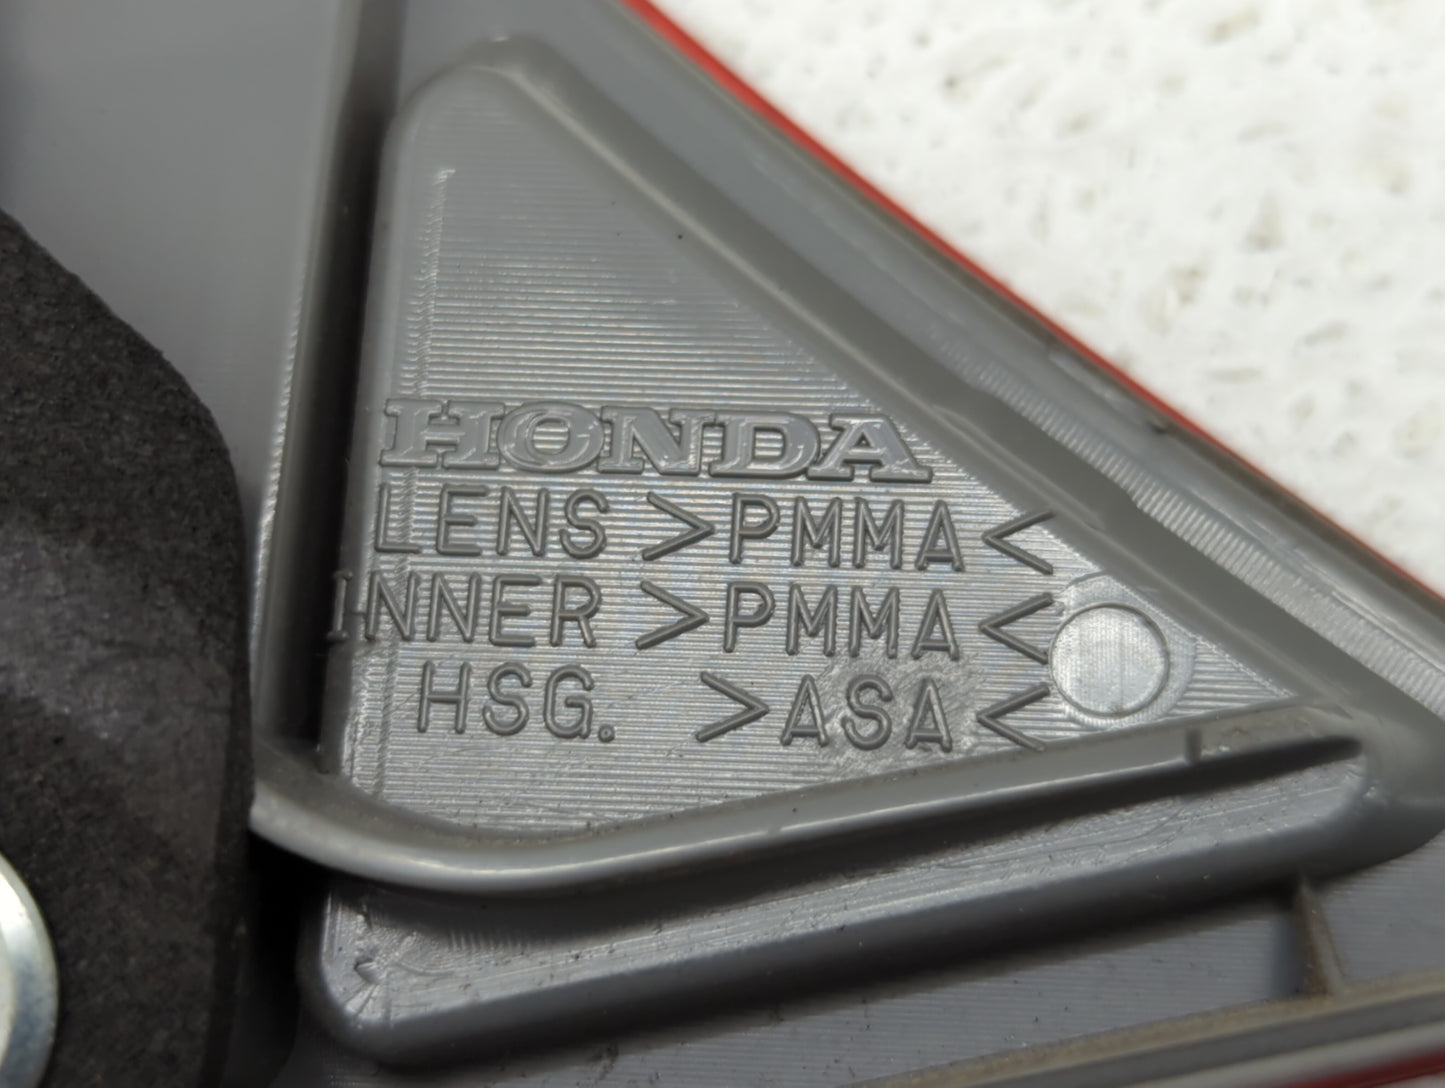 HONDA
LENS >PMMA<
INNER >PMMA<
HSG. >ASA<